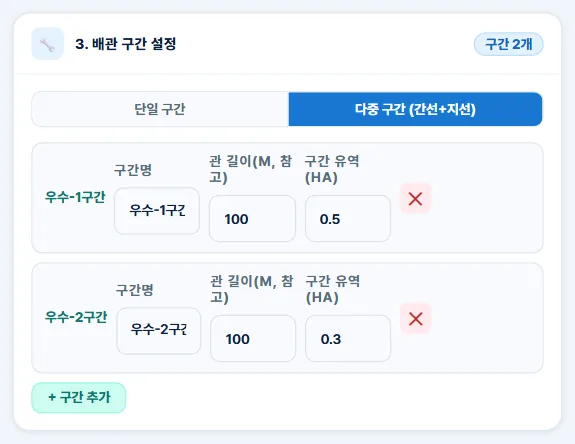 3. 배관 구간 설정
구간 2개
단일 구간
다중 구간 (간선+지선)
우수-1구간
구간명
우수-1구간
관 길이(M, 참
고)
100
구간 유역
(HA)
0.5
우수-2구간
구간명
우수-2구간
관 길이(M, 참
고)
100
구간 유역
(HA)
0.3
+ 구간 추가